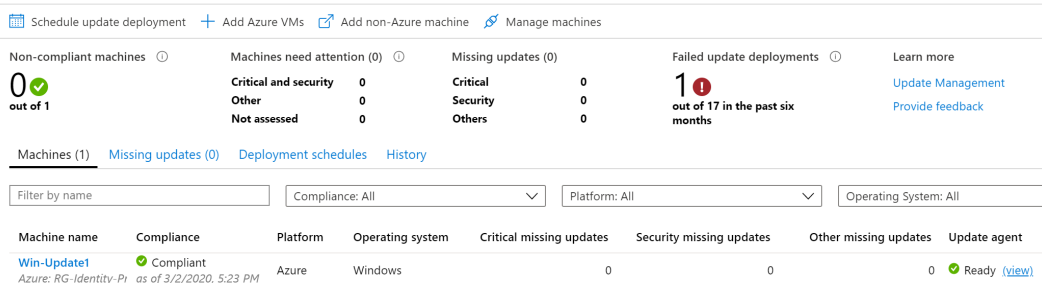 Schedule update deployment Add Azure VMs Add non-Azure machine Manage machines
Non-compliant machines Machines need attention (0) Missing updates (0) Failed update deployments Learn more
0 Critical and security 0 Critical 0 1 Update Management
out of 1 Other 0 Security 0 out of 17 in the past six Provide feedback
Not assessed 0 Others 0 months
Machines (1) Missing updates (0) Deployment schedules History
Filter by name Compliance: All Platform: All Operating System: All
Machine name Compliance Platform Operating system Critical missing updates Security missing updates Other missing updates Update agent
Win-Update1 Compliant Azure Windows 0 0 0 Ready (view)
Azure: RG-Identity-Pr as of 3/2/2020, 5:23 PM